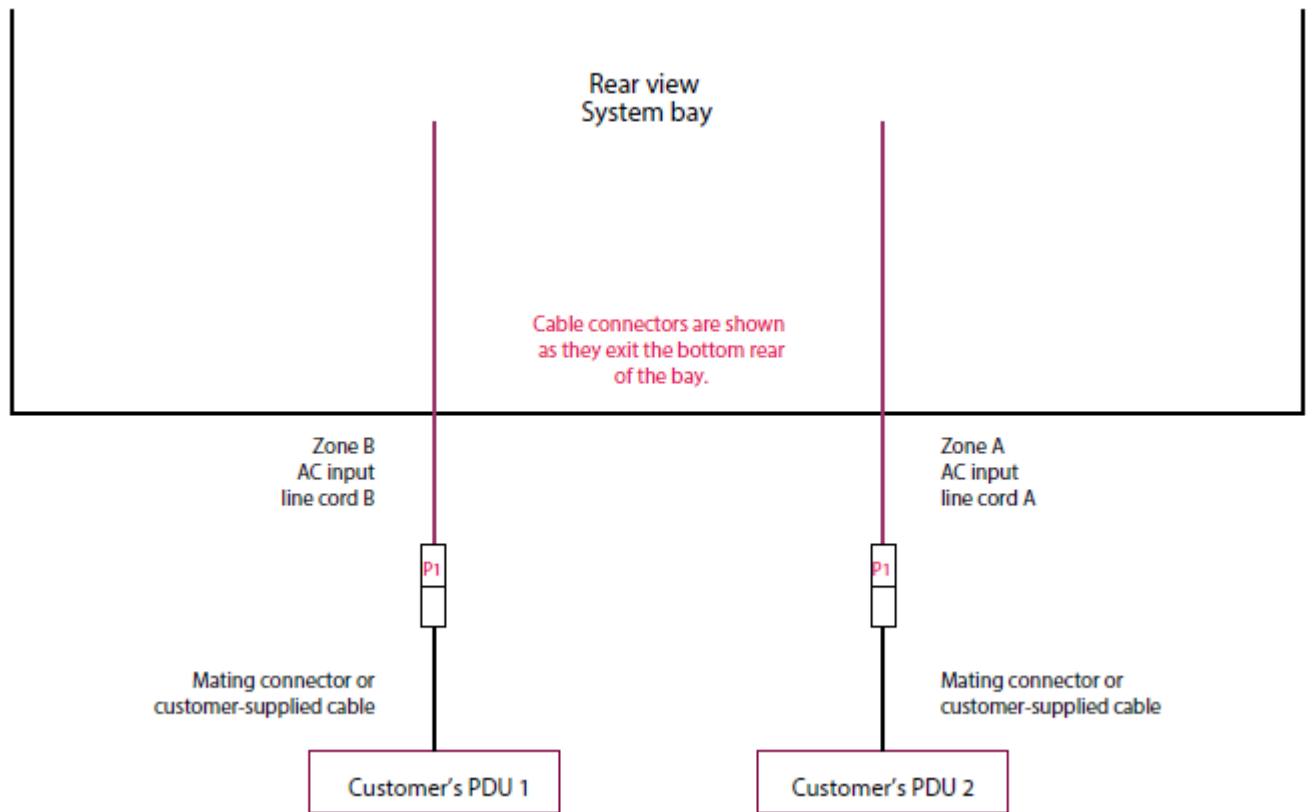 Rear view
System bay
Cable connectors are shown
as they exit the bottom rear
of the bay.
Zone B
AC input
line cord B
Zone A
AC input
line cord A
P1
P1
Mating connector or
customer-supplied cable
Mating connector or
customer-supplied cable
Customer’s PDU 1
Customer’s PDU 2